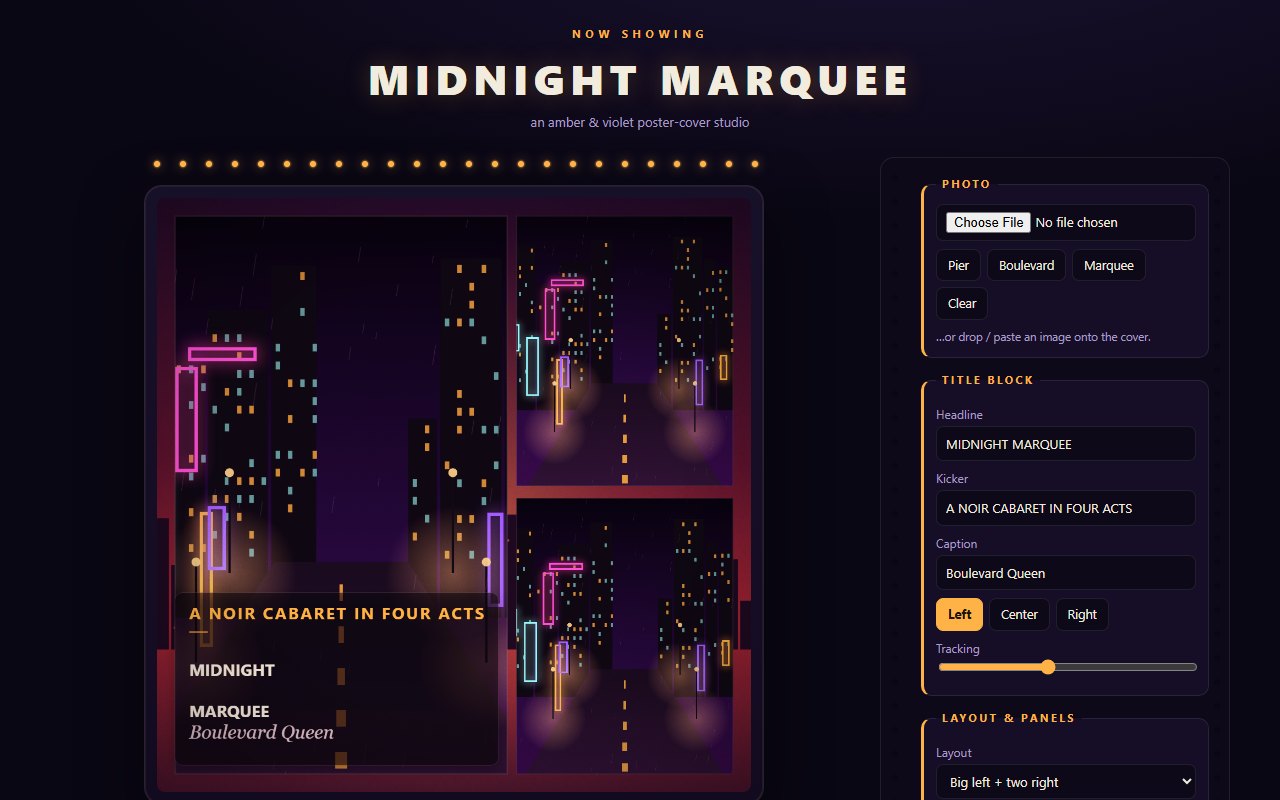 NOW SHOWING
MIDNIGHT MARQUEE
an amber & violet poster-cover studio
A NOIR CABARET IN FOUR ACTS
MIDNIGHT
MARQUEE
Boulevard Queen
PHOTO
Choose File No file chosen
Pier Boulevard Marquee
Clear
...or drop / paste an image onto the cover.
TITLE BLOCK
Headline
MIDNIGHT MARQUEE
Kicker
A NOIR CABARET IN FOUR ACTS
Caption
Boulevard Queen
Left Center Right
Tracking
LAYOUT & PANELS
Layout
Big left + two right